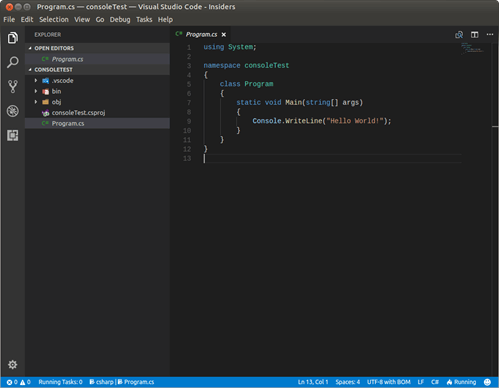 Program.cs — consoleTest — Visual Studio Code - Insiders
File Edit Selection View Go Debug Tasks Help
EXPLORER
OPEN EDITORS
C# Program.cs
CONSOLETEST
.vscode
bin
obj
consoleTest.csproj
C# Program.cs
C# Program.cs ×
1 using System;
2
3 namespace consoleTest
4 {
5 class Program
6 {
7 static void Main(string[] args)
8 {
9 Console.WriteLine("Hello World!");
10 }
11 }
12 }
13
0 0 Running Tasks: 0 csharp | Program.cs Ln 13, Col 1 Spaces: 4 UTF-8 with BOM LF C# Running